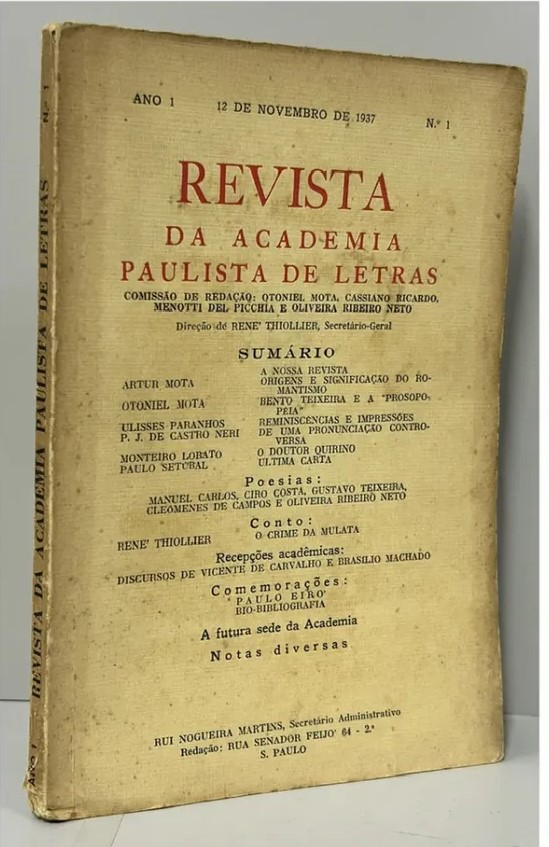 ANO 1 12 DE NOVEMBRO DE 1937 N.º 1
REVISTA
DA ACADEMIA
PAULISTA DE LETRAS
COMISSÃO DE REDAÇÃO: OTONIEL MOTA, CASSIANO RICARDO,
MENOTTI DEL PICCHIA E OLIVEIRA RIBEIRO NETO
Direção de RENE' THIOLLIER, Secretário-Geral
SUMÁRIO
A NOSSA REVISTA
ARTUR MOTA ORIGENS E SIGNIFICAÇÃO DO RO-
MANTISMO
OTONIEL MOTA BENTO TEIXEIRA E A "PROSOPO-
PÉIA"
ULISSES PARANHOS REMINISCENCIAS E IMPRESSÕES
P. J. DE CASTRO NERI DE UMA PRONUNCIAÇÃO CONTRO-
VERSA
MONTEIRO LOBATO O DOUTOR QUIRINO
PAULO SETUBAL ULTIMA CARTA
Poesias:
MANUEL CARLOS, CIRO COSTA, GUSTAVO TEIXEIRA,
CLEÓMENES DE CAMPOS E OLIVEIRA RIBEIRO NETO
Conto:
RENE' THIOLLIER O CRIME DA MULATA
Recepções acadêmicas:
DISCURSOS DE VICENTE DE CARVALHO E BRASILIO MACHADO
Comemorações:
PAULO EIRO'
BIO-BIBLIOGRAFIA
A futura sede da Academia
Notas diversas
RUI NOGUEIRA MARTINS, Secretário Administrativo
Redação: RUA SENADOR FEIJO' 64 - 2.º
S. PAULO
ANO 1 REVISTA DA ACADEMIA PAULISTA DE LETRAS N.º 1